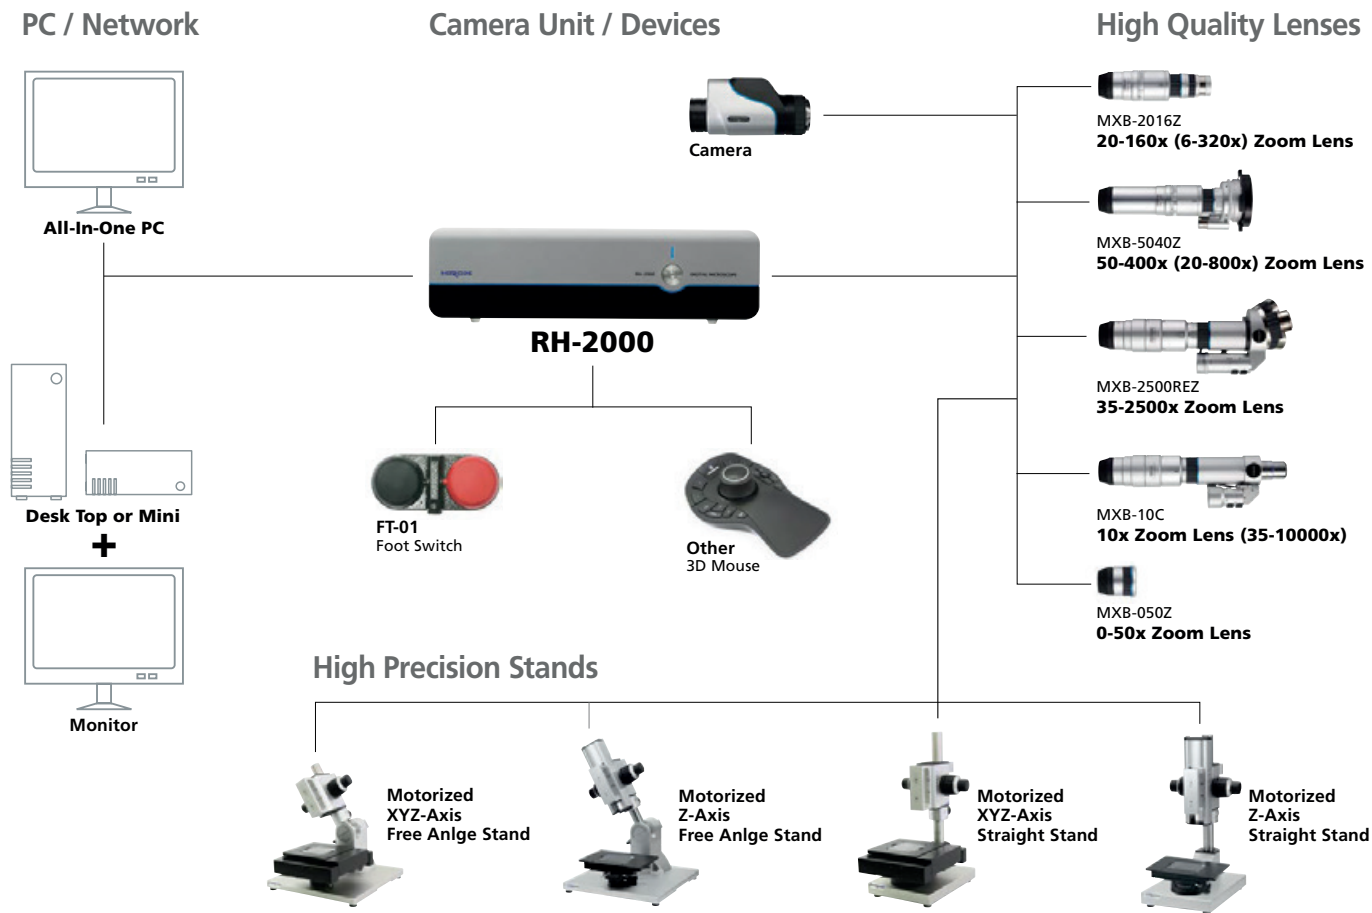 PC / Network
Camera Unit / Devices
High Quality Lenses
All-In-One PC
Desk Top or Mini
+
Monitor
Camera
RH-2000
FT-01
Foot Switch
Other
3D Mouse
MXB-2016Z
20-160x (6-320x) Zoom Lens
MXB-5040Z
50-400x (20-800x) Zoom Lens
MXB-2500REZ
35-2500x Zoom Lens
MXB-10C
10x Zoom Lens (35-10000x)
MXB-050Z
0-50x Zoom Lens
High Precision Stands
Motorized
XYZ-Axis
Free Anlge Stand
Motorized
Z-Axis
Free Anlge Stand
Motorized
XYZ-Axis
Straight Stand
Motorized
Z-Axis
Straight Stand